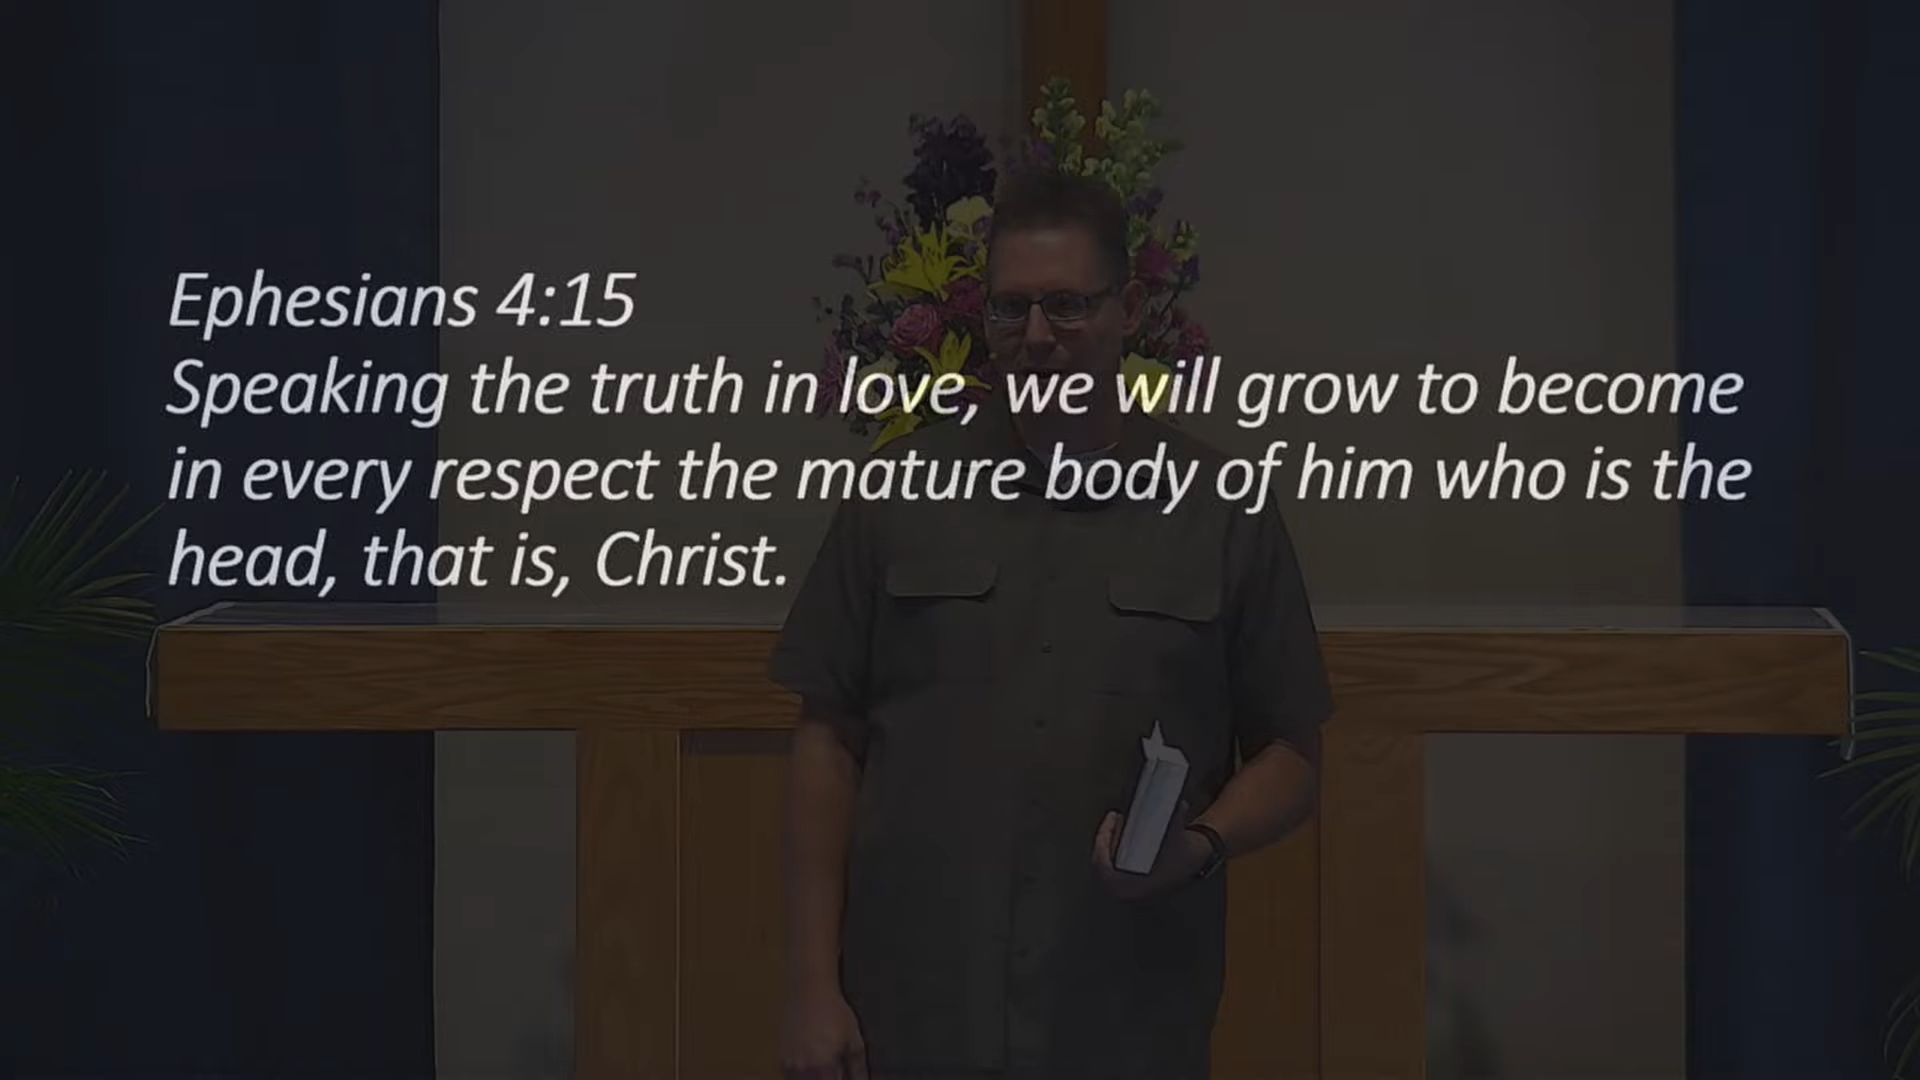 Ephesians 4:15
Speaking the truth in love, we will grow to become
in every respect the mature body of him who is the
head, that is, Christ.